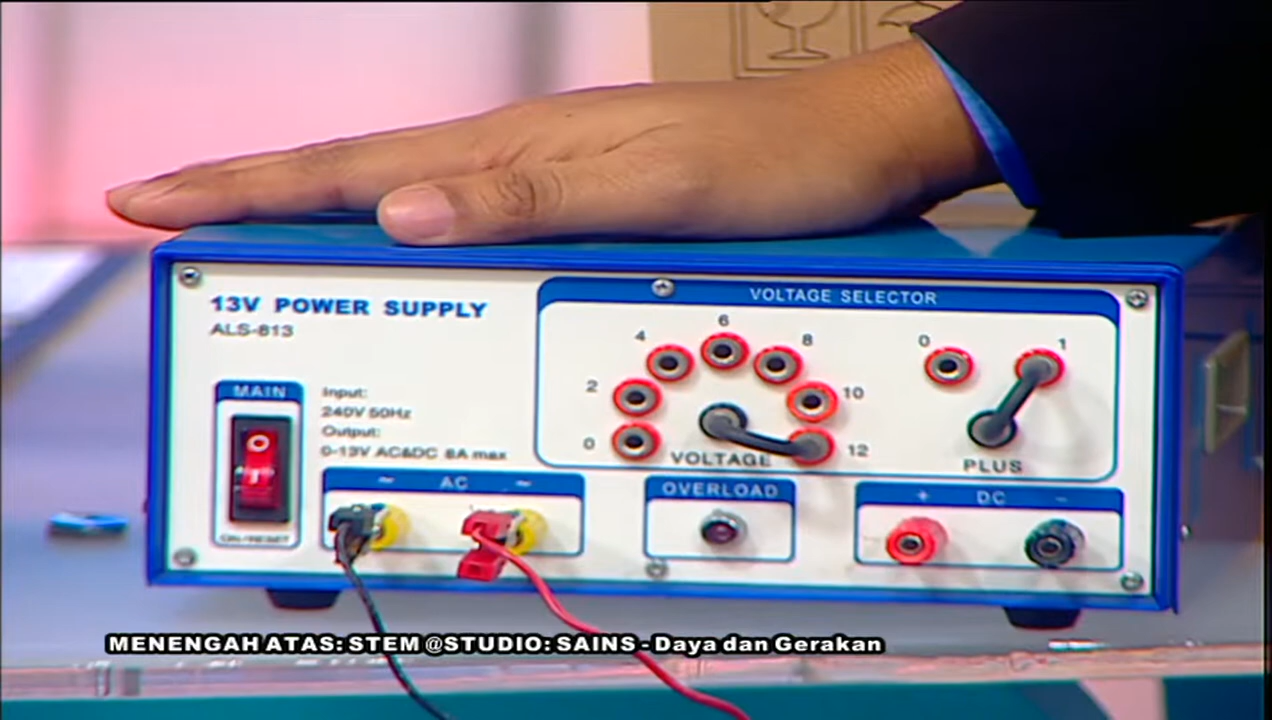 13V POWER SUPPLY
ALS-813
MAIN
ON/RESET
Input:
240V 50Hz
Output:
0-13V AC&DC 8A max
VOLTAGE SELECTOR
0
2
4
6
8
10
12
VOLTAGE
0
1
PLUS
~ AC ~
OVERLOAD
+ DC -
MENENGAH ATAS: STEM @STUDIO: SAINS - Daya dan Gerakan